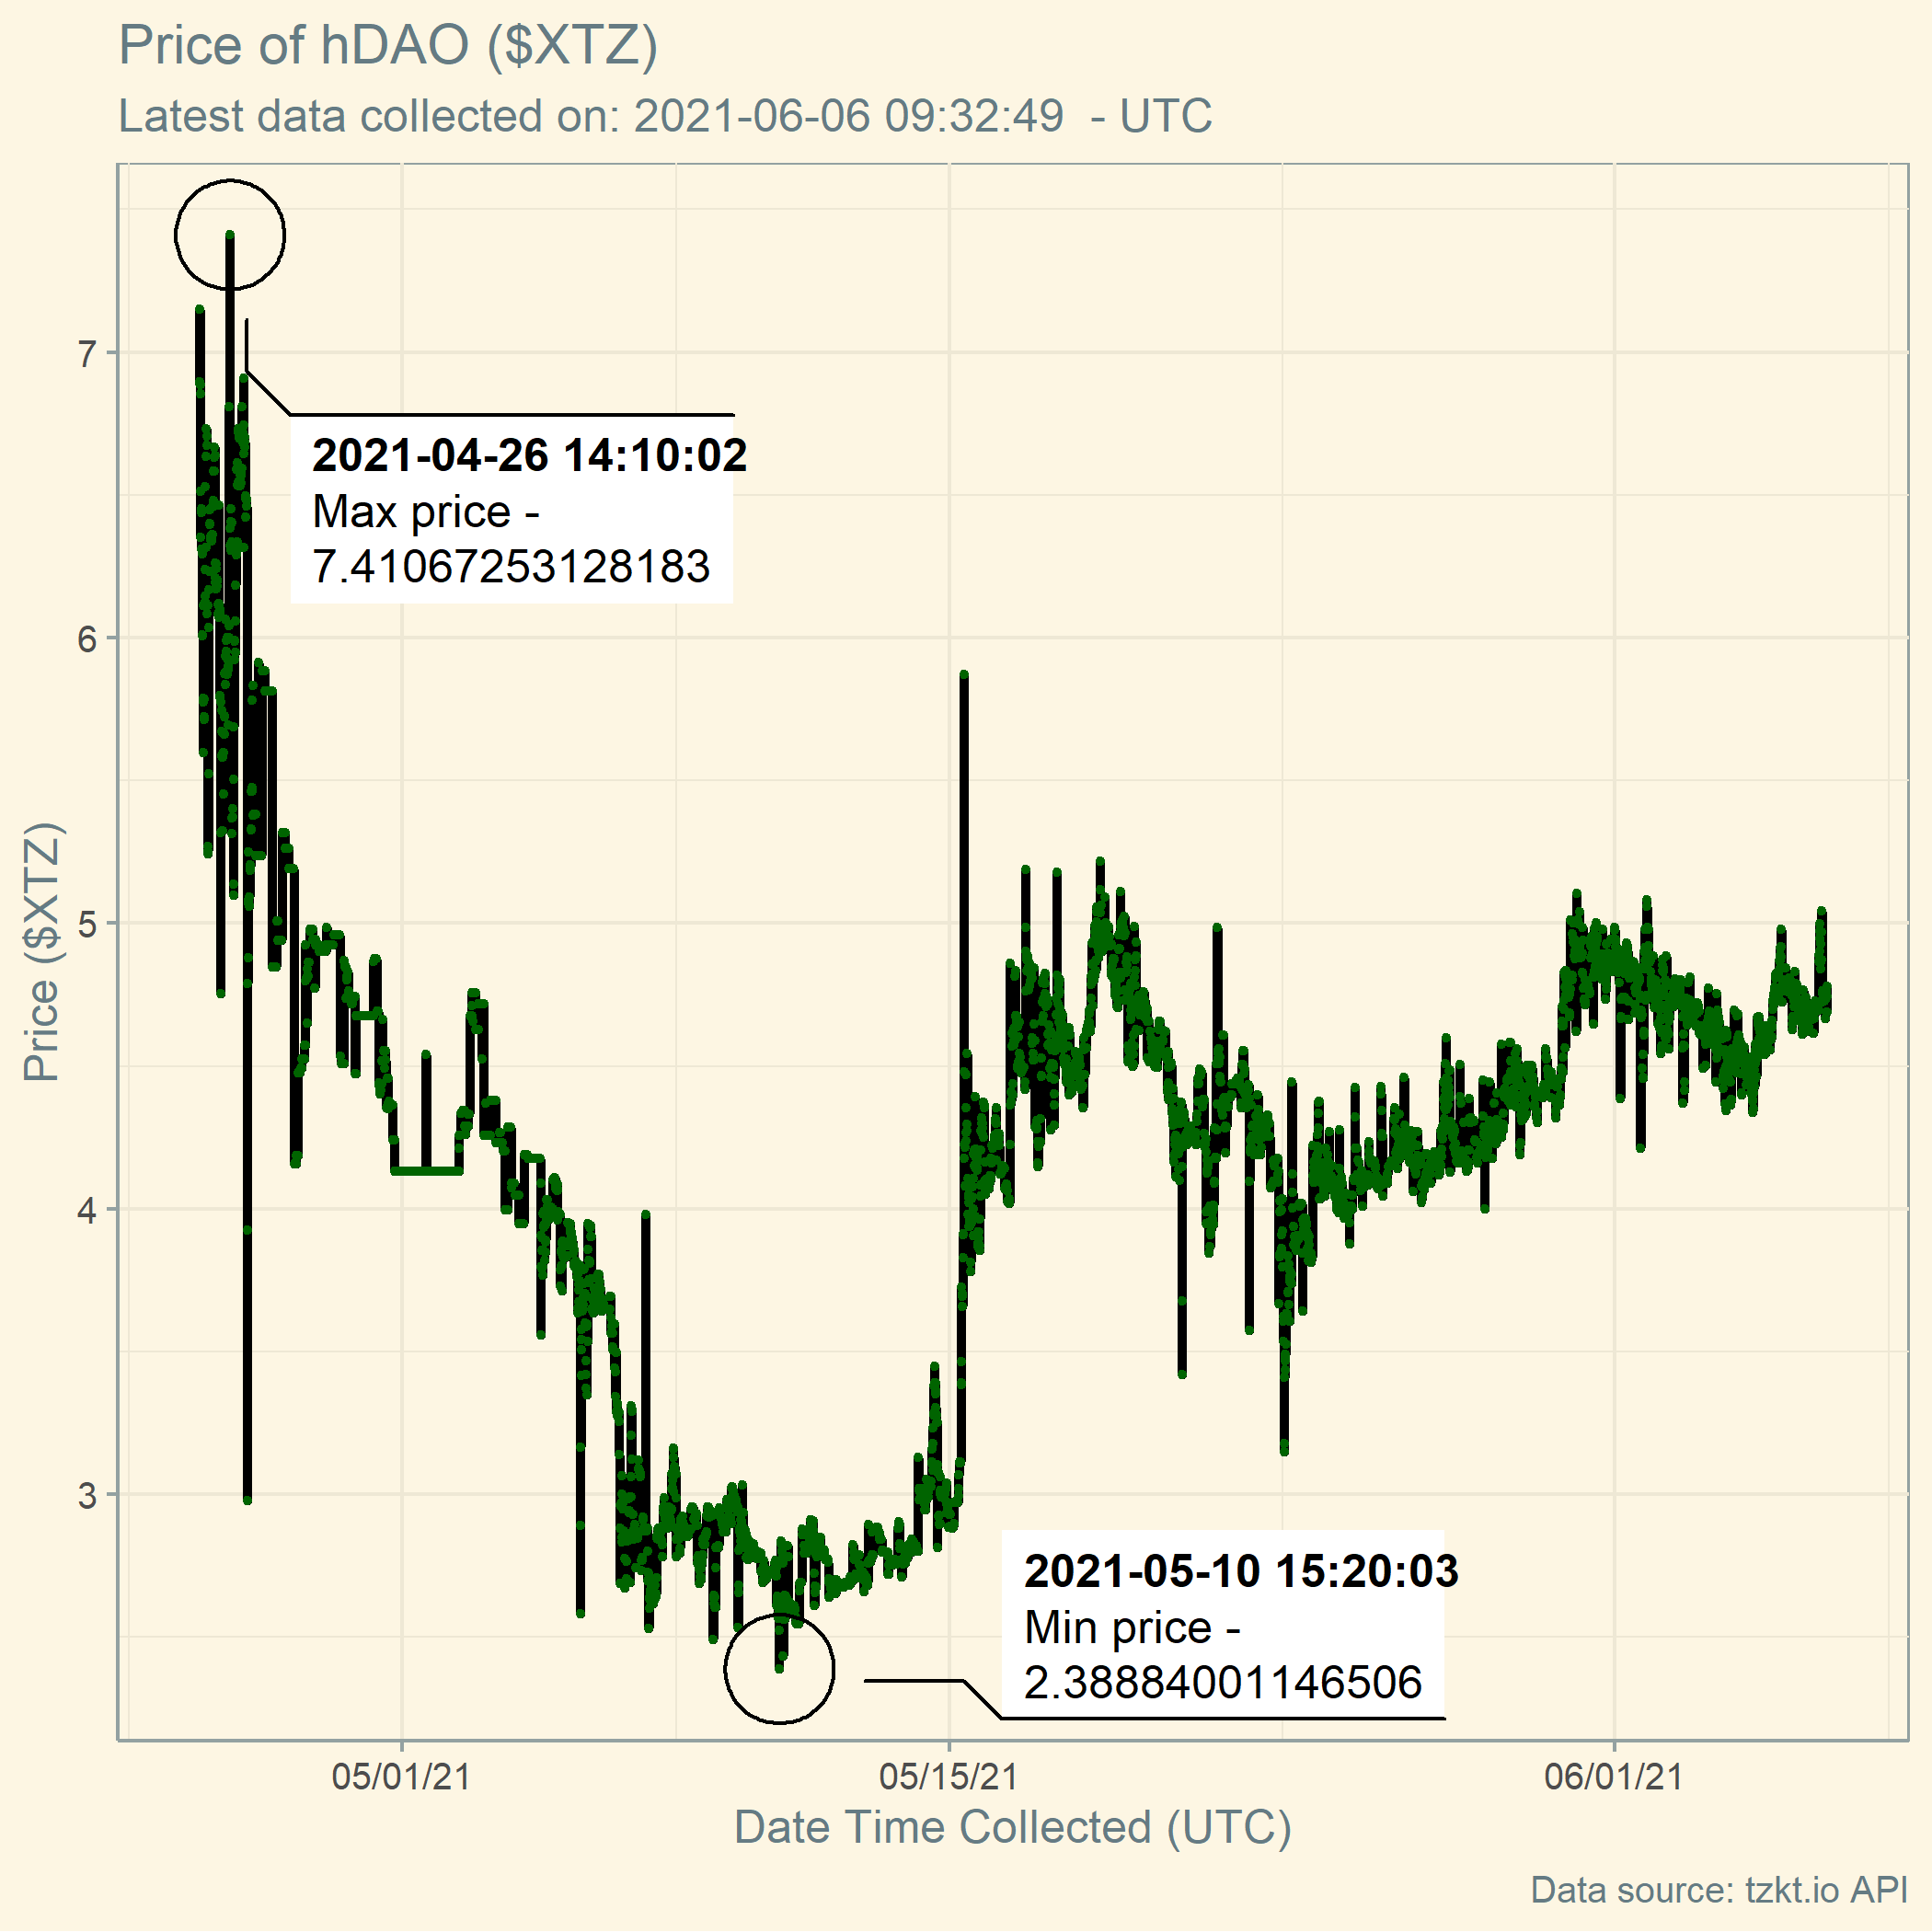 Price of hDAO ($XTZ)
Latest data collected on: 2021-06-06 09:32:49  - UTC
2021-04-26 14:10:02
Max price -
7.41067253128183
7
6
5
4
3
Price ($XTZ)
2021-05-10 15:20:03
Min price -
2.38884001146506
05/01/21
05/15/21
06/01/21
Date Time Collected (UTC)
Data source: tzkt.io API